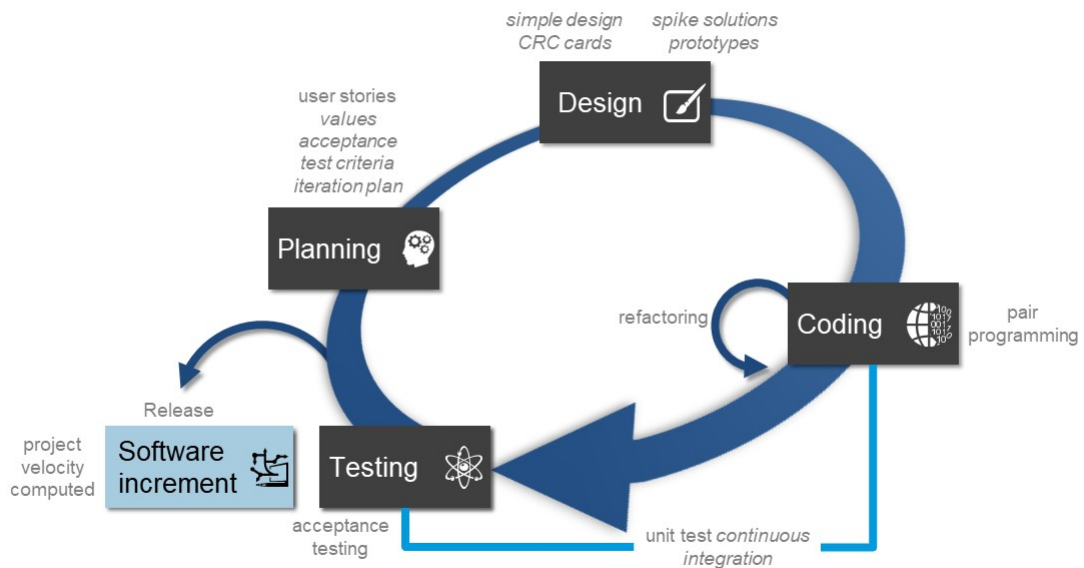 simple design
CRC cards
spike solutions
prototypes
Design
user stories
values
acceptance
test criteria
iteration plan
Planning
refactoring
Coding
pair
programming
Release
project
velocity
computed
Software
increment
Testing
acceptance
testing
unit test continuous
integration